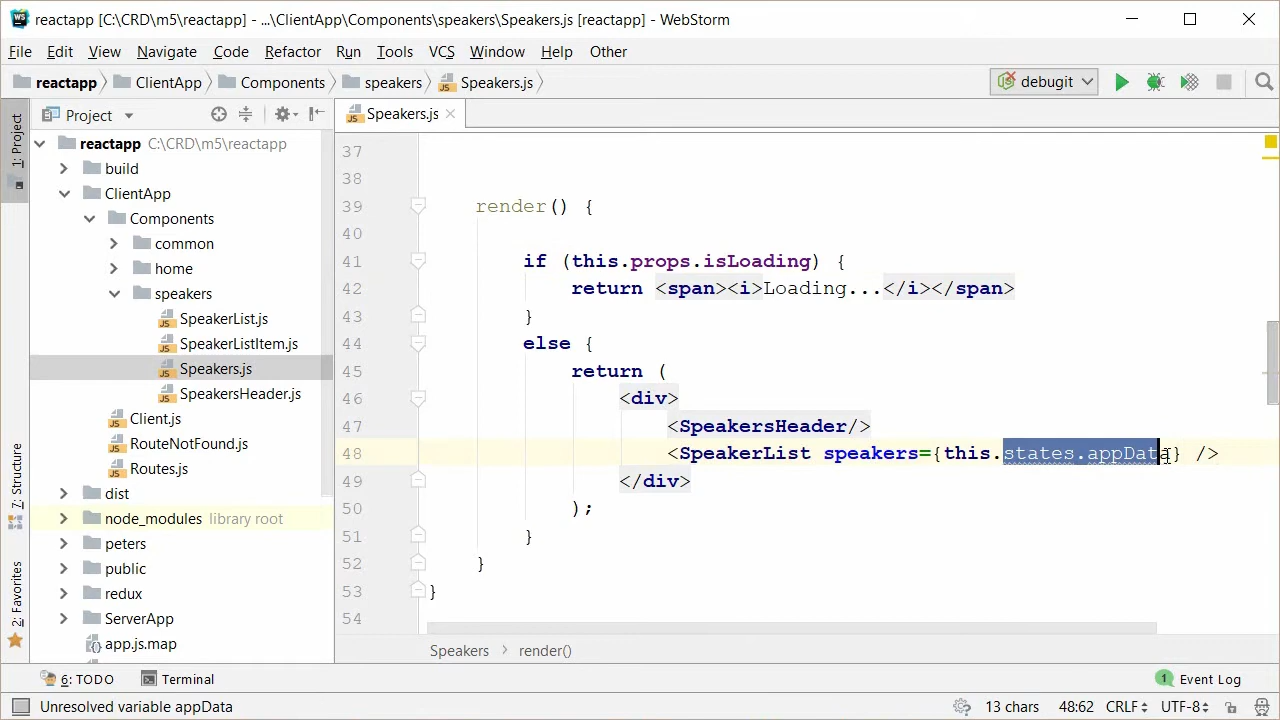 reactapp [C:\CRD\m5\reactapp] - ...\ClientApp\Components\speakers\Speakers.js [reactapp] - WebStorm
File Edit View Navigate Code Refactor Run Tools VCS Window Help Other
reactapp ClientApp Components speakers Speakers.js debugit
1: Project
Z: Structure
2: Favorites
Project
reactapp C:\CRD\m5\reactapp
build
ClientApp
Components
common
home
speakers
SpeakerList.js
SpeakerListItem.js
Speakers.js
SpeakersHeader.js
Client.js
RouteNotFound.js
Routes.js
dist
node_modules library root
peters
public
redux
ServerApp
app.js.map
Speakers.js
37
38
39 render() {
40
41 if (this.props.isLoading) {
42 return <span><i>Loading...</i></span>
43 }
44 else {
45 return (
46 <div>
47 <SpeakersHeader/>
48 <SpeakerList speakers={this.states.appData} />
49 </div>
50 );
51 }
52 }
53 }
54
Speakers render()
6: TODO Terminal 1 Event Log
Unresolved variable appData 13 chars 48:62 CRLF UTF-8